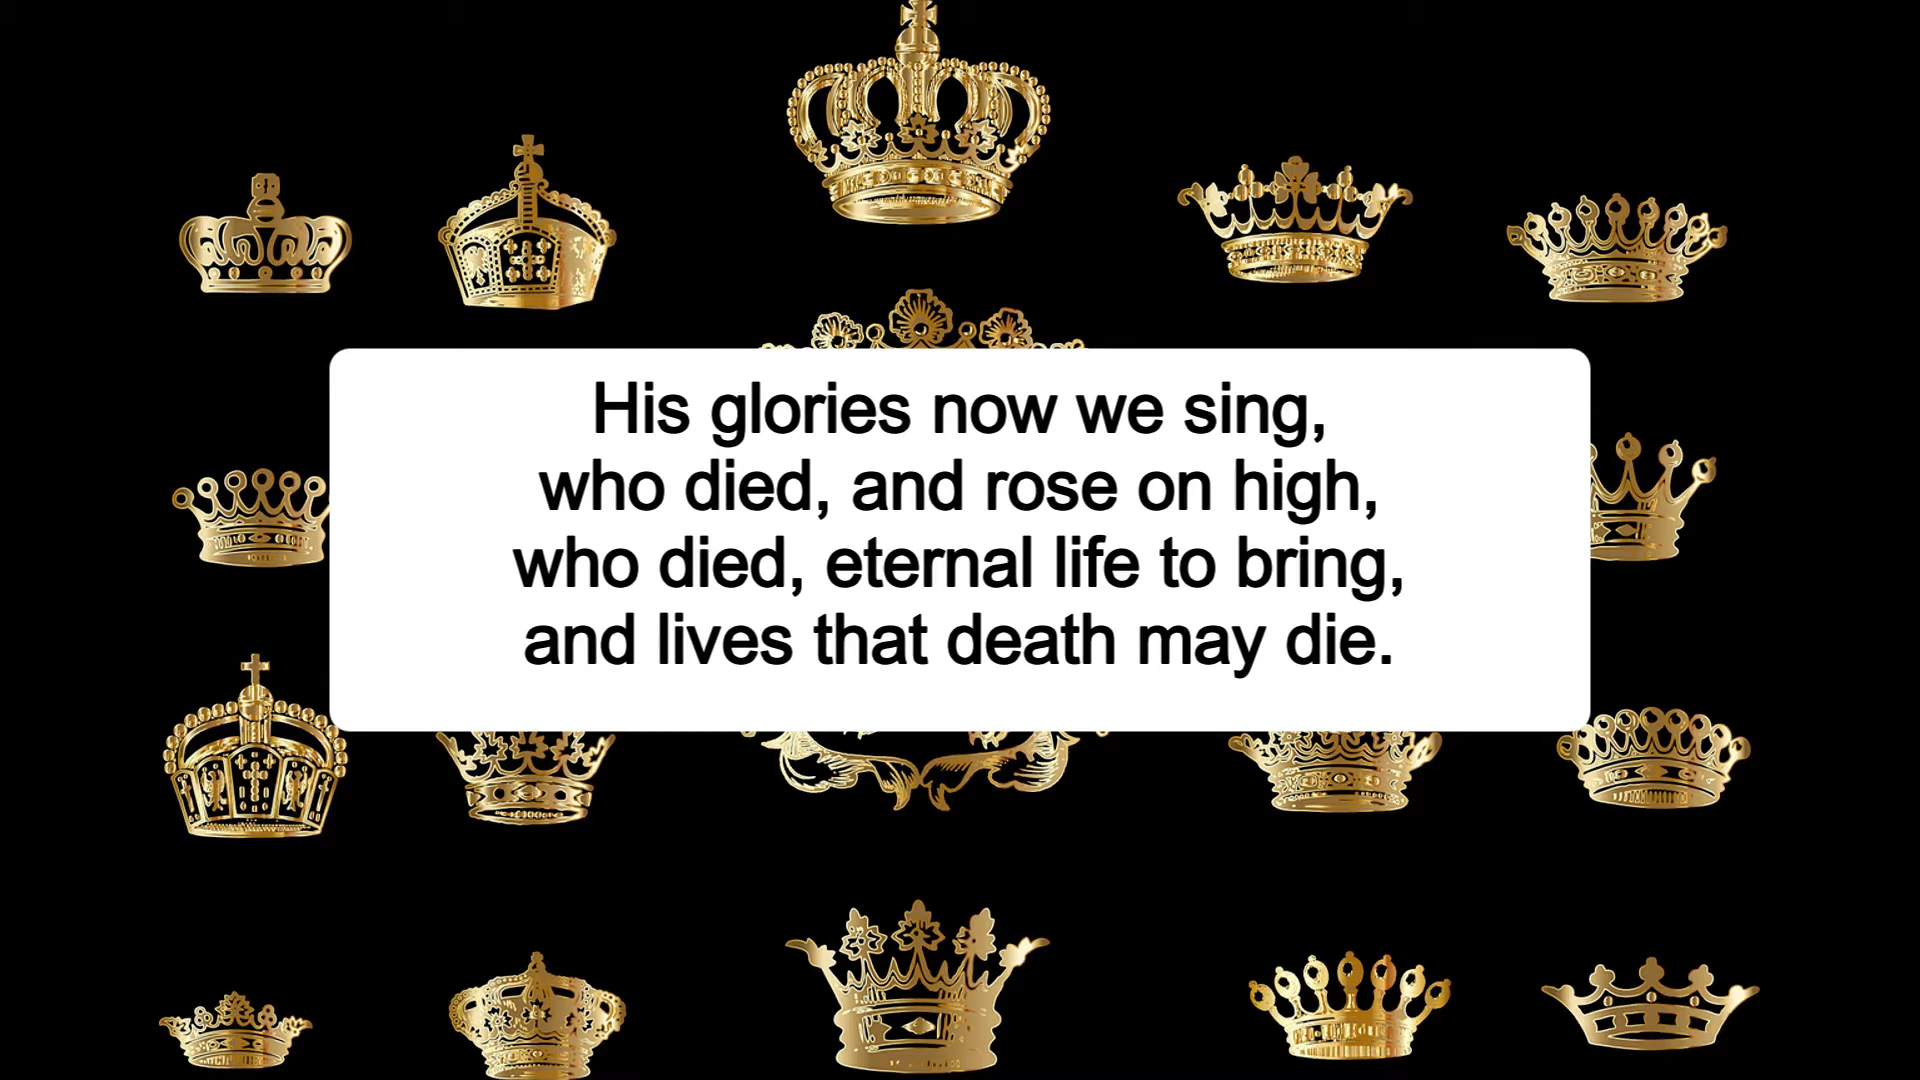 His glories now we sing,
who died, and rose on high,
who died, eternal life to bring,
and lives that death may die.